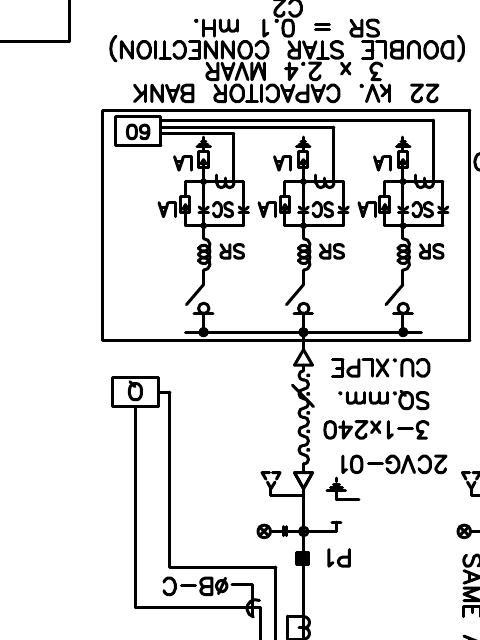 SAME
øB-C
P1
2CVG-01
3-1x240
SQ.mm.
CU.XLPE
Q
SR SR SR
SC LA SC LA SC LA
LA LA LA
60
22 kV. CAPACITOR BANK
3 x 2.4 MVAR
(DOUBLE STAR CONNECTION)
SR = 0.1 mH.
C2